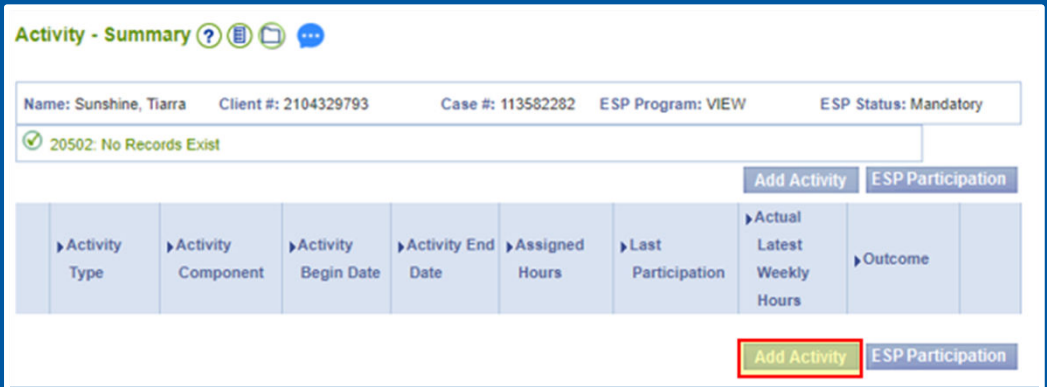 Activity - Summary ?
Name: Sunshine, Tiarra Client #: 2104329793 Case #: 113582282 ESP Program: VIEW ESP Status: Mandatory
20502: No Records Exist
Add Activity ESP Participation
Activity Type Activity Component Activity Begin Date Activity End Date Assigned Hours Last Participation Actual Latest Weekly Hours Outcome
Add Activity ESP Participation